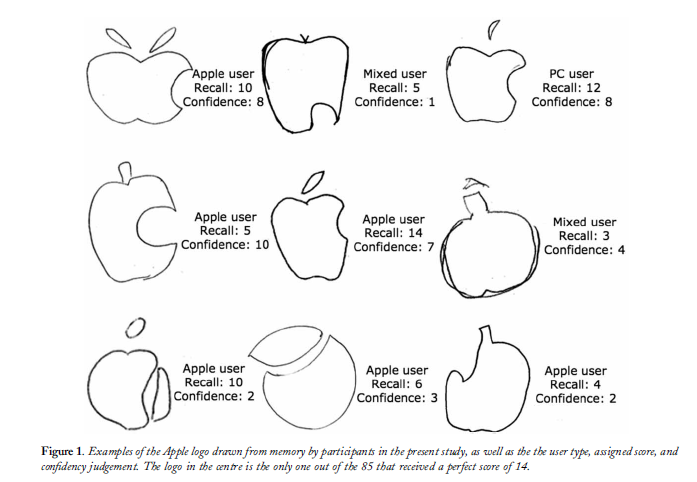 Apple user
Recall: 10
Confidence: 8
Mixed user
Recall: 5
Confidence: 1
PC user
Recall: 12
Confidence: 8
Apple user
Recall: 5
Confidence: 10
Apple user
Recall: 14
Confidence: 7
Mixed user
Recall: 3
Confidence: 4
Apple user
Recall: 10
Confidence: 2
Apple user
Recall: 6
Confidence: 3
Apple user
Recall: 4
Confidence: 2
Figure 1. Examples of the Apple logo drawn from memory by participants in the present study, as well as the the user type, assigned score, and
confidency judgement. The logo in the centre is the only one out of the 85 that received a perfect score of 14.